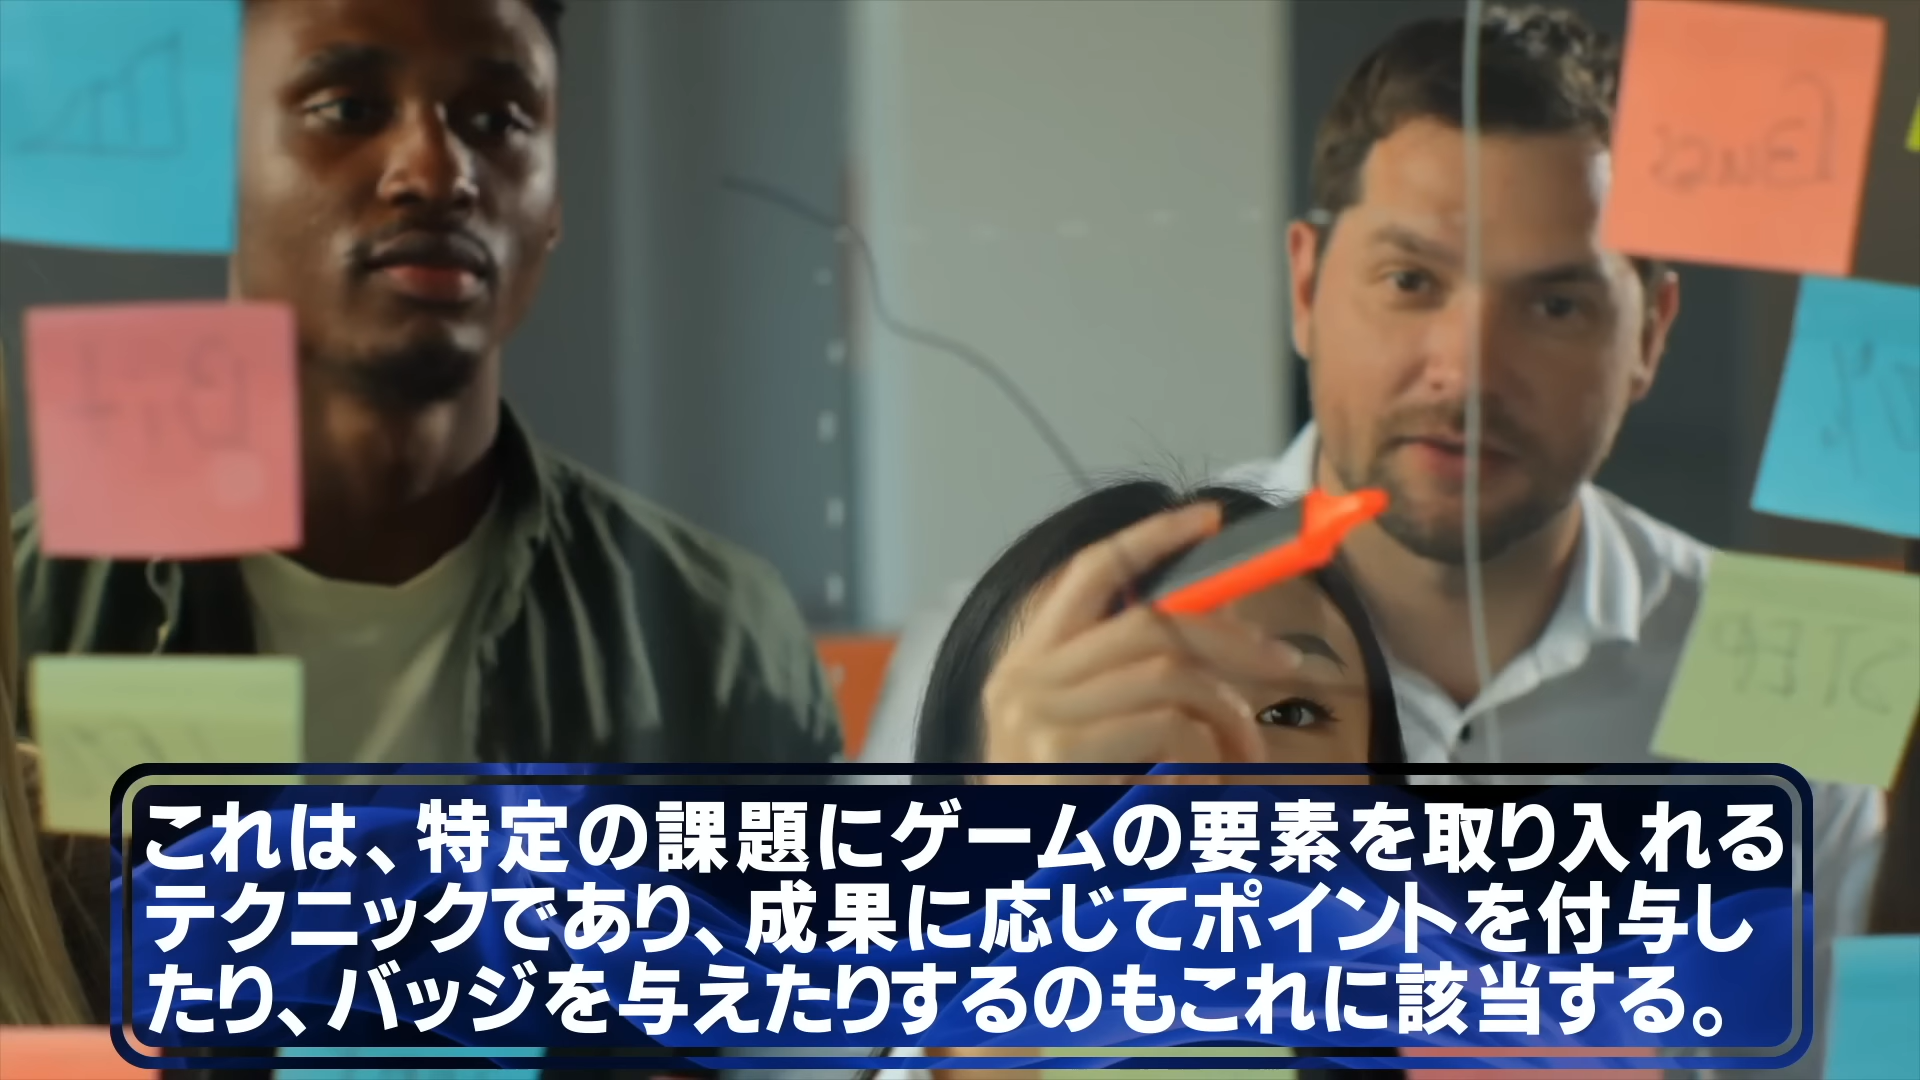 Bugs
STEP
これは、特定の課題にゲームの要素を取り入れる
テクニックであり、成果に応じてポイントを付与し
たり、バッジを与えたりするのもこれに該当する。